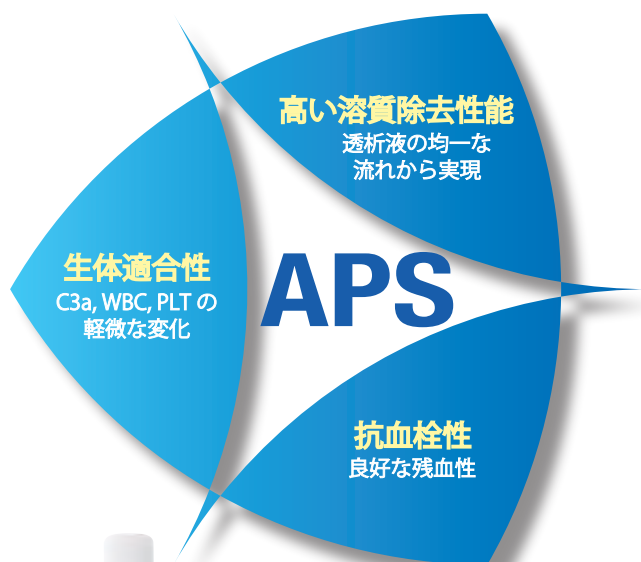 高い溶質除去性能
透析液の均一な
流れから実現
生体適合性
C3a, WBC, PLT の
軽微な変化
APS
抗血栓性
良好な残血性